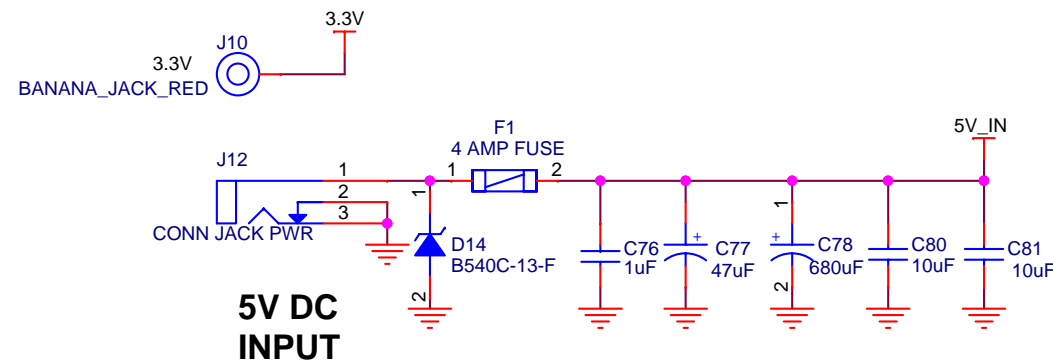 3.3V
J10
3.3V
BANANA_JACK_RED
5V_IN
F1
4 AMP FUSE
J12
1
2
3
1
2
CONN JACK PWR
1
D14
B540C-13-F
2
C76
1uF
+
C77
47uF
1
+
C78
680uF
2
C80
10uF
C81
10uF
5V DC
INPUT